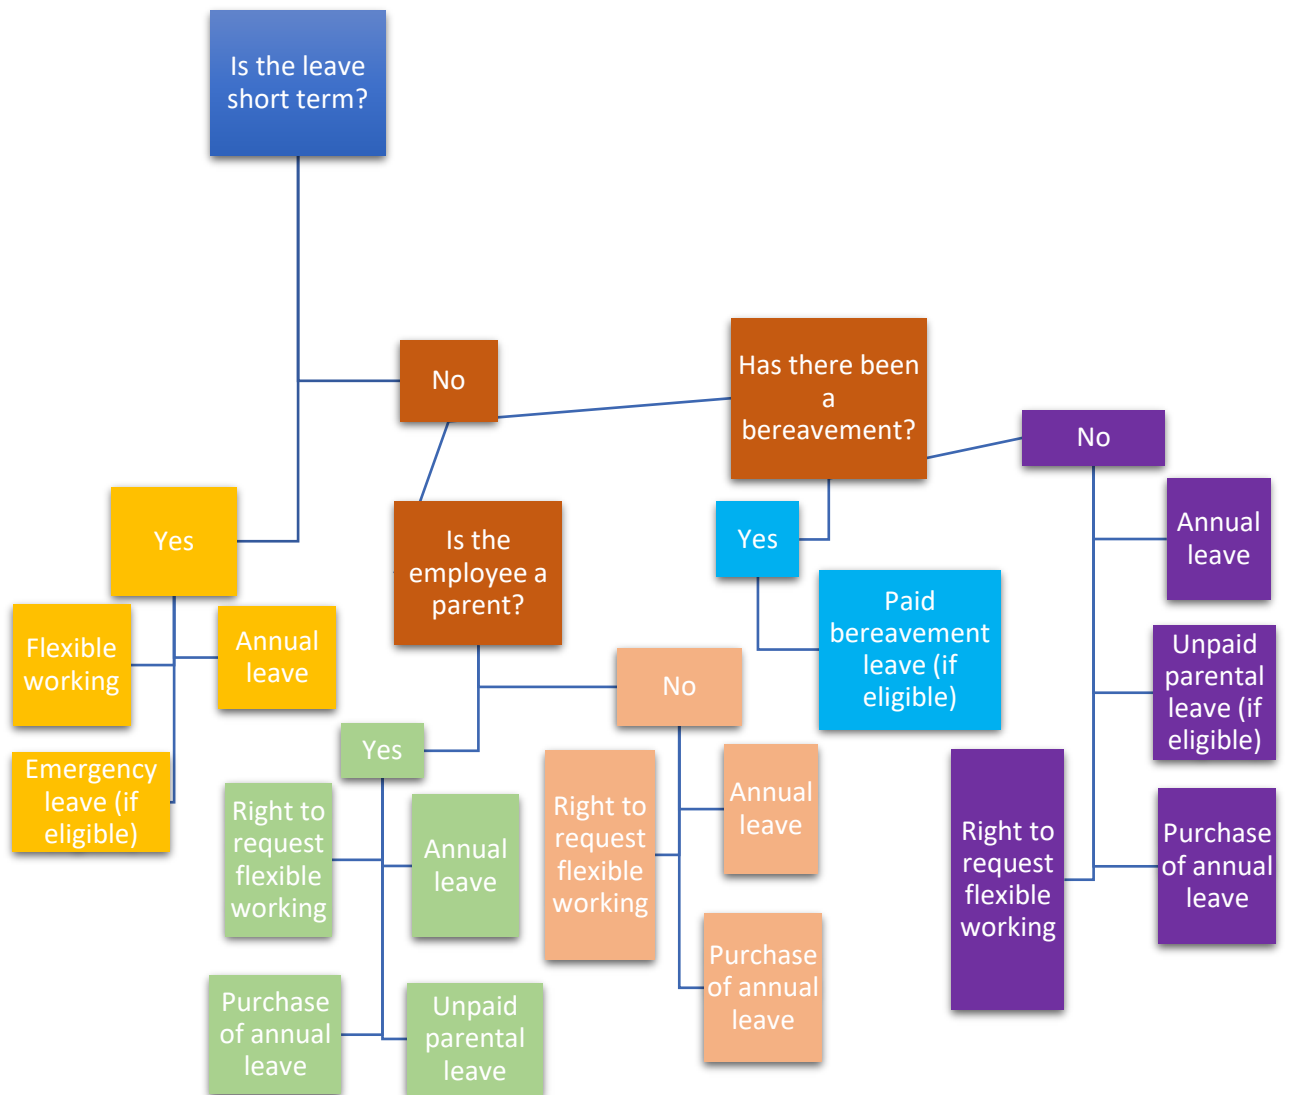 Is the leave
short term?
No
Has there been
a
bereavement?
No
Yes
Is the
employee a
parent?
Yes
Annual
leave
Flexible
working
Annual
leave
No
Paid
bereavement
leave (if
eligible)
Unpaid
parental
leave (if
eligible)
Emergency
leave (if
eligible)
Yes
Right to
request
flexible
working
Annual
leave
Right to
request
flexible
working
Annual
leave
Right to
request
flexible
working
Purchase
of annual
leave
Purchase
of annual
leave
Unpaid
parental
leave
Purchase
of annual
leave